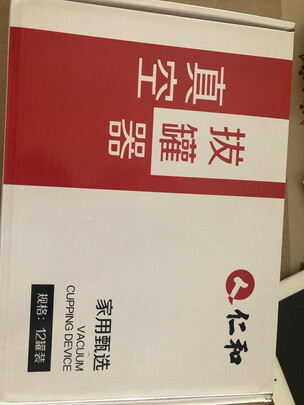 仁和
真空
拔罐器
家用甄选
VACUUM
CUPPING DEVICE
规格：12罐装